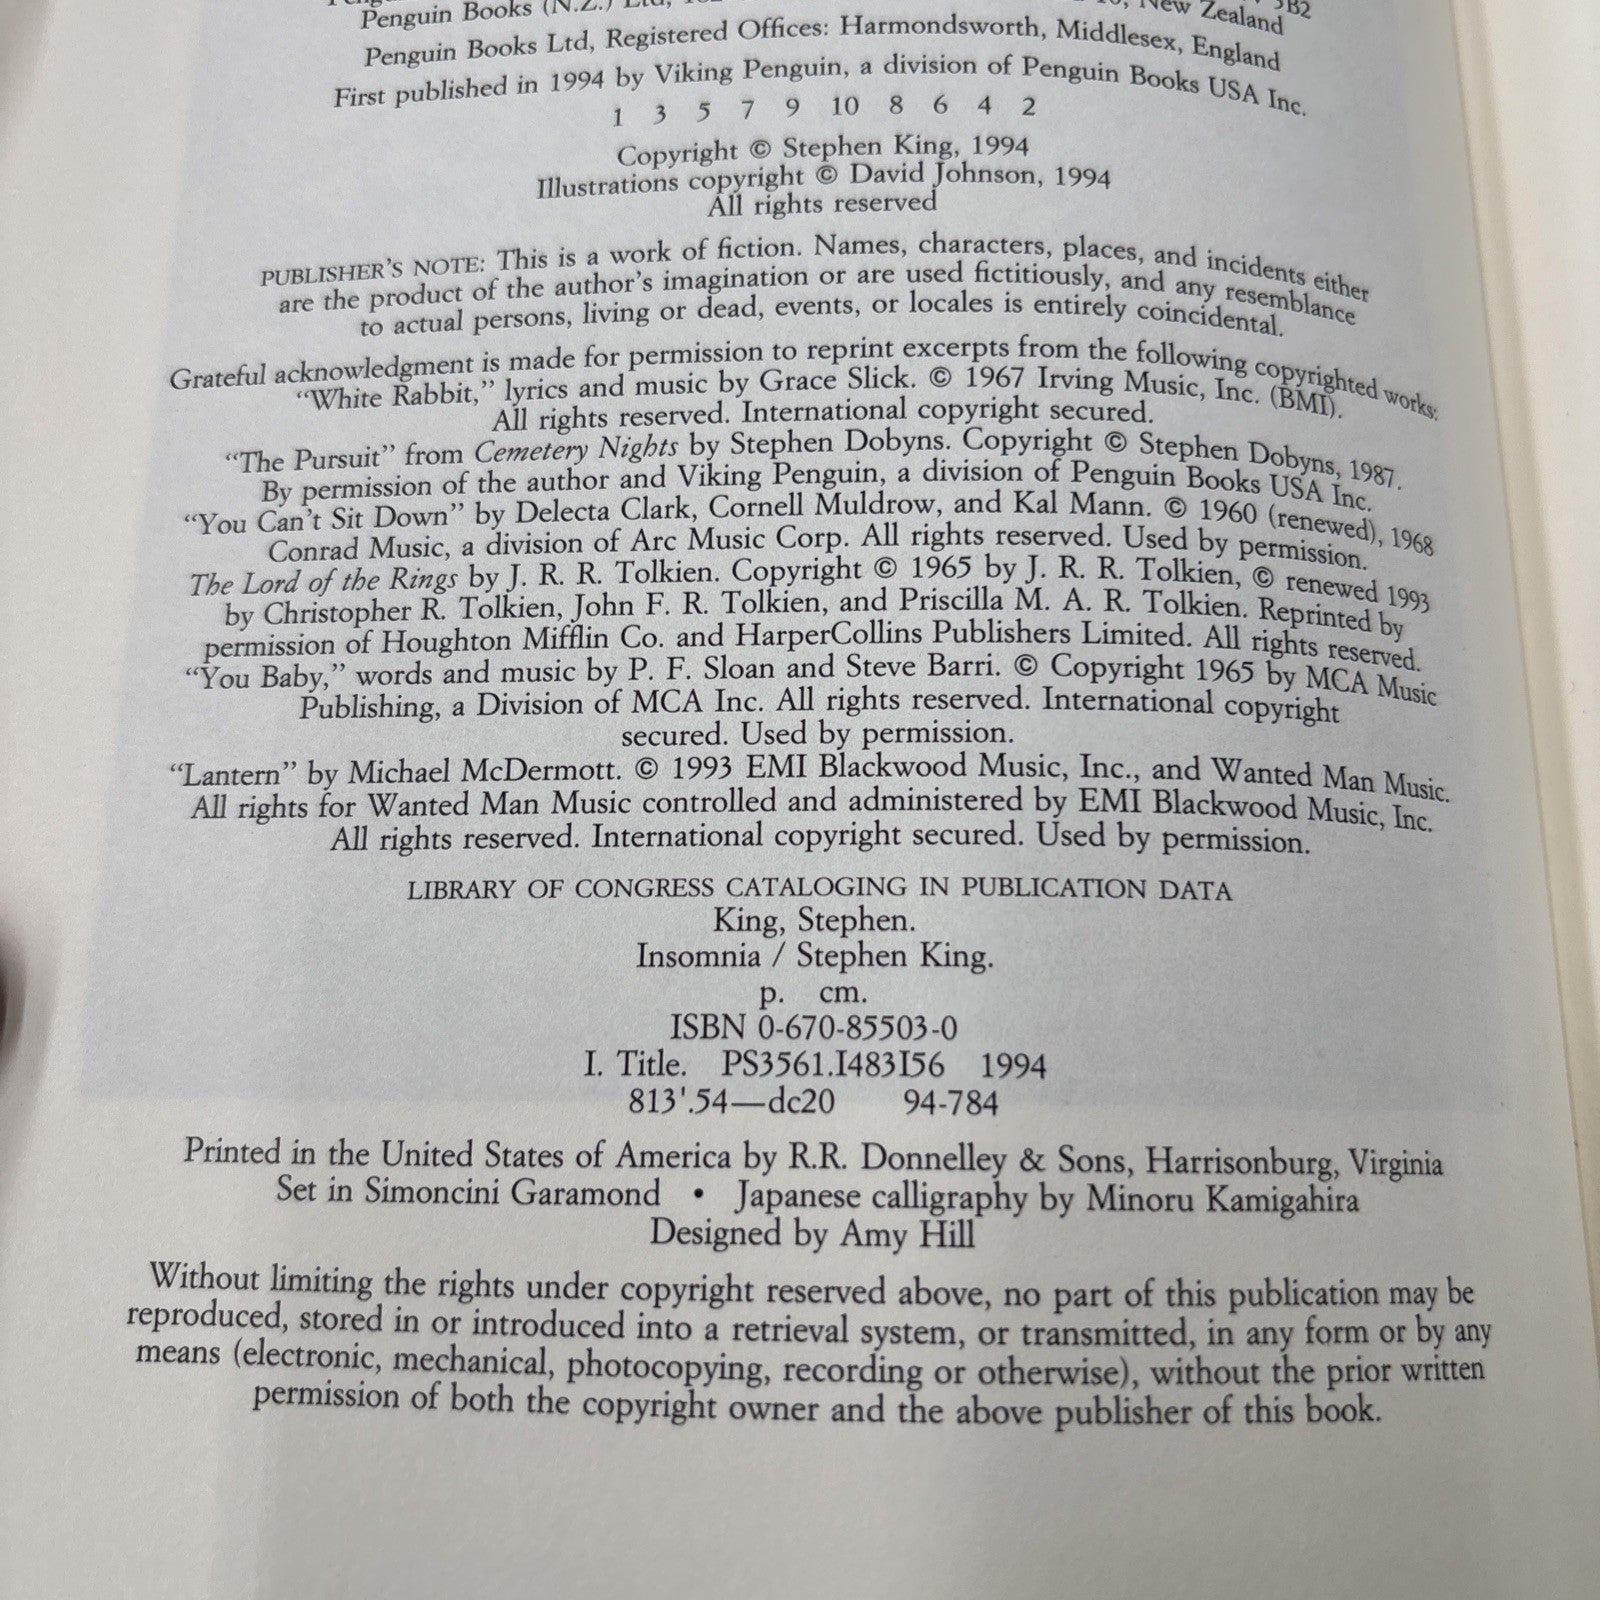 Penguin Books (N.Z.) Ltd, New Zealand
Penguin Books Ltd, Registered Offices: Harmondsworth, Middlesex, England
First published in 1994 by Viking Penguin, a division of Penguin Books USA Inc.
1 3 5 7 9 10 8 6 4 2
Copyright © Stephen King, 1994
Illustrations copyright © David Johnson, 1994
All rights reserved
PUBLISHER'S NOTE: This is a work of fiction. Names, characters, places, and incidents either
are the product of the author's imagination or are used fictitiously, and any resemblance
to actual persons, living or dead, events, or locales is entirely coincidental.
Grateful acknowledgment is made for permission to reprint excerpts from the following copyrighted works:
“White Rabbit,” lyrics and music by Grace Slick. © 1967 Irving Music, Inc. (BMI).
All rights reserved. International copyright secured.
“The Pursuit” from Cemetery Nights by Stephen Dobyns. Copyright © Stephen Dobyns, 1987.
By permission of the author and Viking Penguin, a division of Penguin Books USA Inc.
“You Can't Sit Down” by Delecta Clark, Cornell Muldrow, and Kal Mann. © 1960 (renewed), 1968
Conrad Music, a division of Arc Music Corp. All rights reserved. Used by permission.
The Lord of the Rings by J. R. R. Tolkien. Copyright © 1965 by J. R. R. Tolkien, © renewed 1993
by Christopher R. Tolkien, John F. R. Tolkien, and Priscilla M. A. R. Tolkien. Reprinted by
permission of Houghton Mifflin Co. and HarperCollins Publishers Limited. All rights reserved.
“You Baby,” words and music by P. F. Sloan and Steve Barri. © Copyright 1965 by MCA Music
Publishing, a Division of MCA Inc. All rights reserved. International copyright
secured. Used by permission.
“Lantern” by Michael McDermott. © 1993 EMI Blackwood Music, Inc., and Wanted Man Music.
All rights for Wanted Man Music controlled and administered by EMI Blackwood Music, Inc.
All rights reserved. International copyright secured. Used by permission.
LIBRARY OF CONGRESS CATALOGING IN PUBLICATION DATA
King, Stephen.
Insomnia / Stephen King.
p. cm.
ISBN 0-670-85503-0
I. Title. PS3561.I483I56 1994
813'.54—dc20 94-784
Printed in the United States of America by R.R. Donnelley & Sons, Harrisonburg, Virginia
Set in Simoncini Garamond • Japanese calligraphy by Minoru Kamigahira
Designed by Amy Hill
Without limiting the rights under copyright reserved above, no part of this publication may be
reproduced, stored in or introduced into a retrieval system, or transmitted, in any form or by any
means (electronic, mechanical, photocopying, recording or otherwise), without the prior written
permission of both the copyright owner and the above publisher of this book.